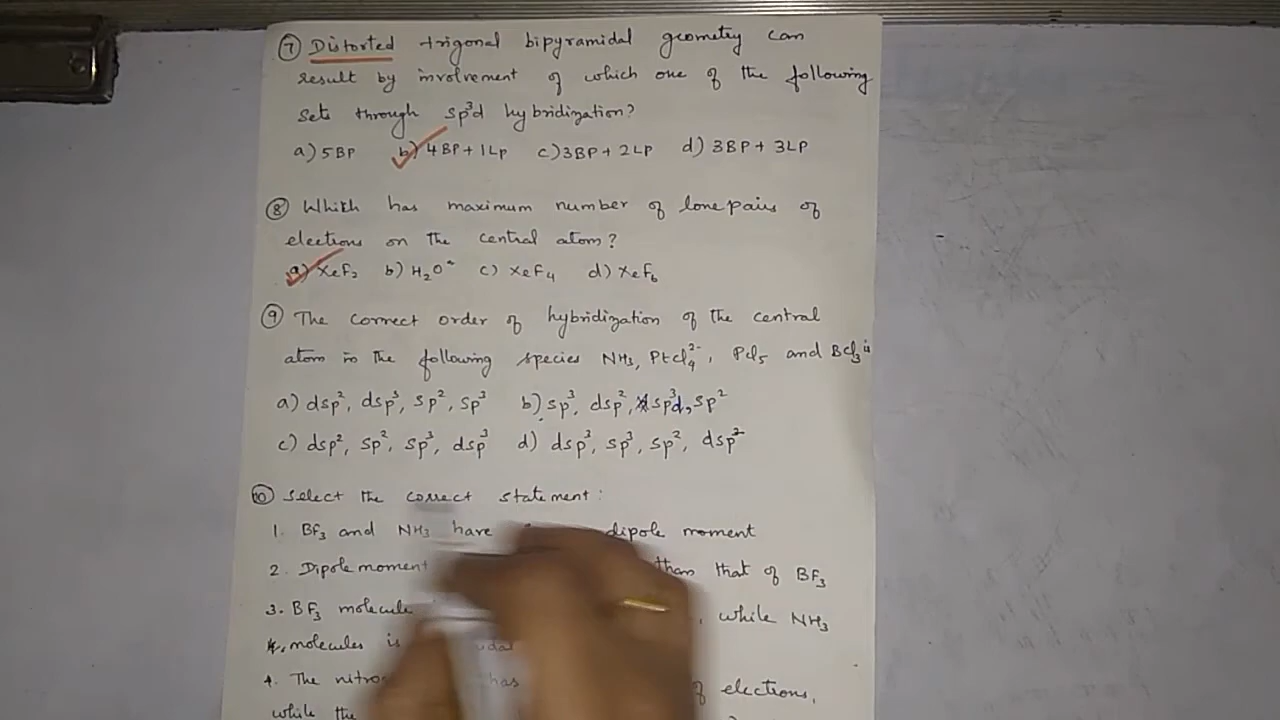 7 Distorted trigonal bipyramidal geometry can
result by involvement of which one of the following
sets through sp³d hybridization?
a) 5BP b) 4BP + 1LP c) 3BP + 2LP d) 3BP + 3LP
8 Which has maximum number of lone pairs of
electrons on the central atom?
a) XeF₂ b) H₂O c) XeF₄ d) XeF₆
9 The correct order of hybridization of the central
atom in the following species NH₃, PtCl₄²⁻, PCl₅ and BCl₃ is
a) dsp², dsp³, sp², sp³ b) sp³, dsp², sp³d, sp²
c) dsp², sp², sp³, dsp³ d) dsp³, sp³, sp², dsp²
10 Select the correct statement:
1. BF₃ and NH₃ have dipole moment
2. Dipole moment than that of BF₃
3. BF₃ molecule , while NH₃
molecules is
4. The has of electrons,
while the